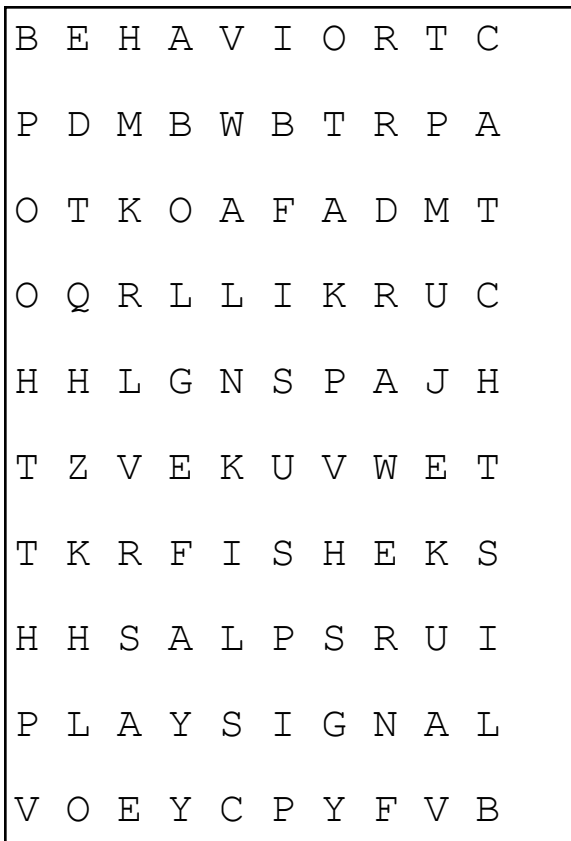 B E H A V I O R T C
P D M B W B T R P A
O T K O A F A D M T
O Q R L L I K R U C
H H L G N S P A J H
T Z V E K U V W E T
T K R F I S H E K S
H H S A L P S R U I
P L A Y S I G N A L
V O E Y C P Y F V B